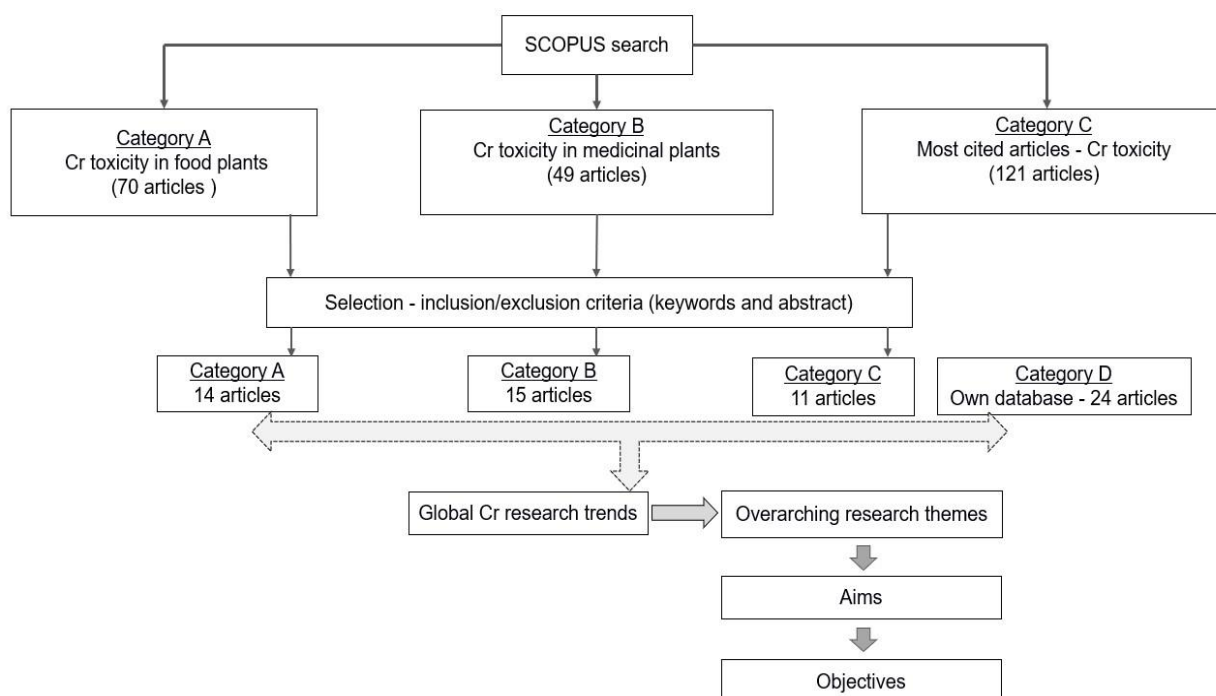 SCOPUS search
Category A
Cr toxicity in food plants
(70 articles )
Category B
Cr toxicity in medicinal plants
(49 articles)
Category C
Most cited articles - Cr toxicity
(121 articles)
Selection - inclusion/exclusion criteria (keywords and abstract)
Category A
14 articles
Category B
15 articles
Category C
11 articles
Category D
Own database - 24 articles
Global Cr research trends
Overarching research themes
Aims
Objectives